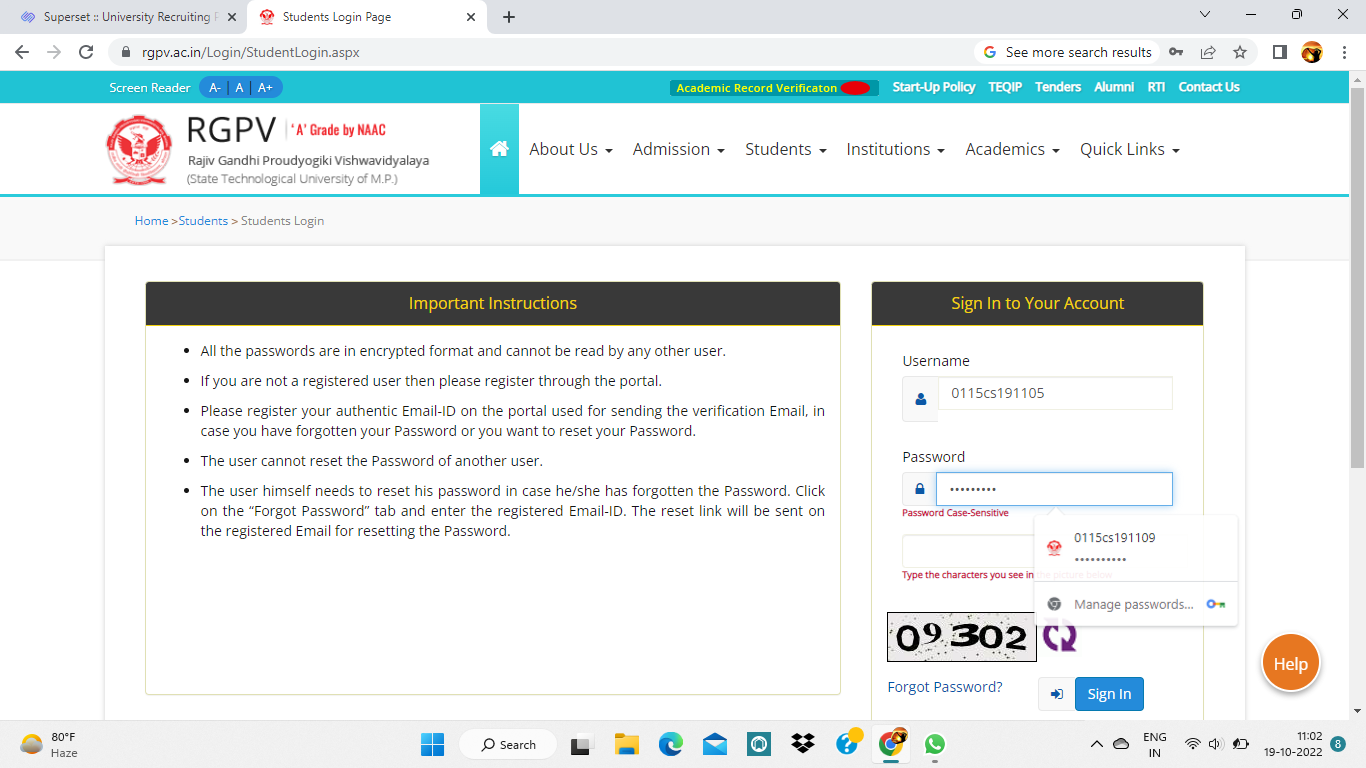 Superset :: University Recruiting
Students Login Page
rgpv.ac.in/Login/StudentLogin.aspx
See more search results
Screen Reader
A- | A | A+
Academic Record Verificaton
Start-Up Policy
TEQIP
Tenders
Alumni
RTI
Contact Us
RGPV
'A' Grade by NAAC
Rajiv Gandhi Proudyogiki Vishwavidyalaya
(State Technological University of M.P.)
About Us
Admission
Students
Institutions
Academics
Quick Links
Home >Students > Students Login
Important Instructions
All the passwords are in encrypted format and cannot be read by any other user.
If you are not a registered user then please register through the portal.
Please register your authentic Email-ID on the portal used for sending the verification Email, in
case you have forgotten your Password or you want to reset your Password.
The user cannot reset the Password of another user.
The user himself needs to reset his password in case he/she has forgotten the Password. Click
on the “Forgot Password” tab and enter the registered Email-ID. The reset link will be sent on
the registered Email for resetting the Password.
Sign In to Your Account
Username
0115cs191105
Password
•••••••••
Password Case-Sensitive
0115cs191109
••••••••••
Type the characters you see in the picture below
Manage passwords...
09302
Forgot Password?
Sign In
Help
80°F
Haze
Search
ENG
IN
11:02
19-10-2022
8